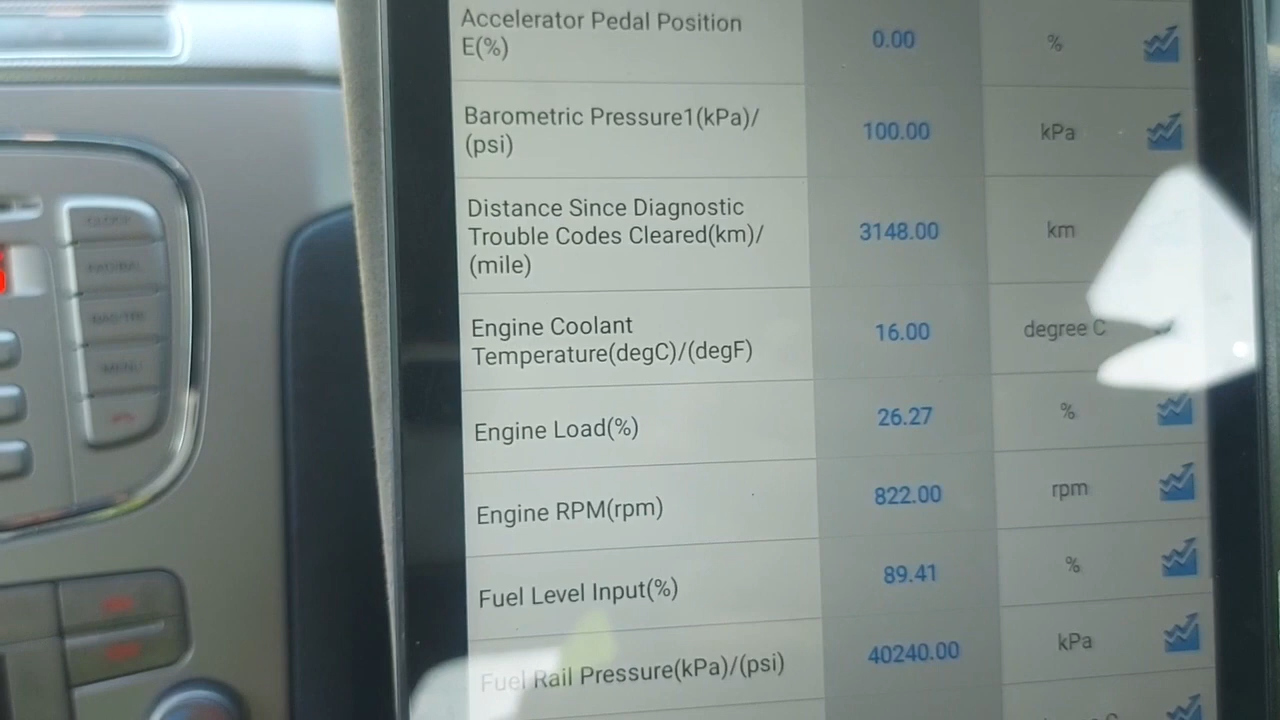 Accelerator Pedal Position
E(%)
0.00
%
Barometric Pressure1(kPa)/
(psi)
100.00
kPa
Distance Since Diagnostic
Trouble Codes Cleared(km)/
(mile)
3148.00
km
Engine Coolant
Temperature(degC)/(degF)
16.00
degree C
Engine Load(%)
26.27
%
Engine RPM(rpm)
822.00
rpm
Fuel Level Input(%)
89.41
%
Fuel Rail Pressure(kPa)/(psi)
40240.00
kPa
CLOCK
MENU